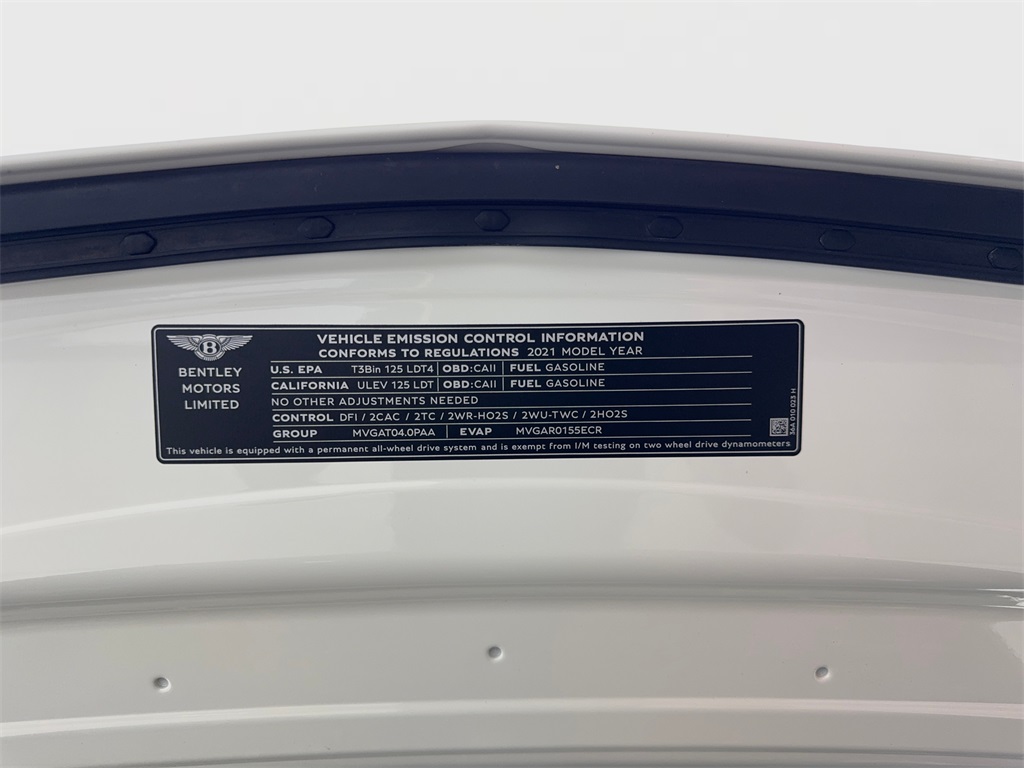 VEHICLE EMISSION CONTROL INFORMATION
CONFORMS TO REGULATIONS 2021 MODEL YEAR
B
BENTLEY
MOTORS
LIMITED
U.S. EPA T3Bin 125 LDT4 OBD:CAII FUEL GASOLINE
CALIFORNIA ULEV 125 LDT OBD:CAII FUEL GASOLINE
NO OTHER ADJUSTMENTS NEEDED
CONTROL DFI / 2CAC / 2TC / 2WR-HO2S / 2WU-TWC / 2HO2S
GROUP MVGAT04.0PAA EVAP MVGAR0155ECR
This vehicle is equipped with a permanent all-wheel drive system and is exempt from I/M testing on two wheel drive dynamometers
36A 010 023 H